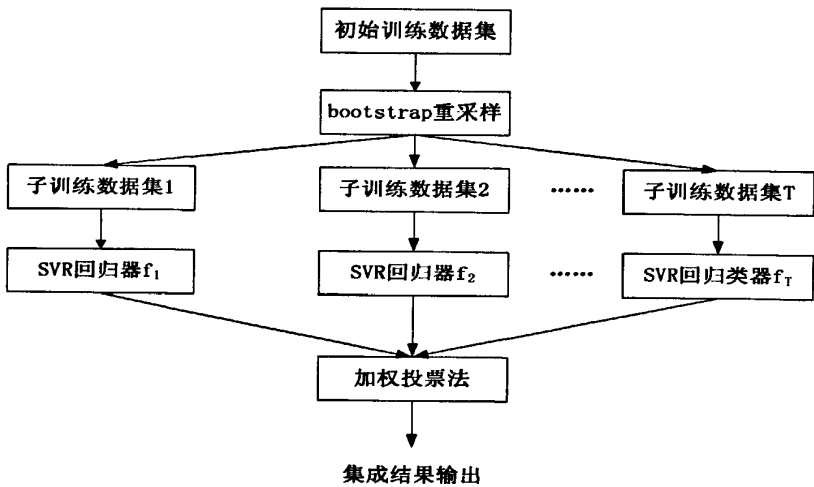 初始训练数据集
bootstrap重采样
子训练数据集1
子训练数据集2
……
子训练数据集T
SVR回归器f₁
SVR回归器f₂
……
SVR回归类器f_T
加权投票法
集成结果输出